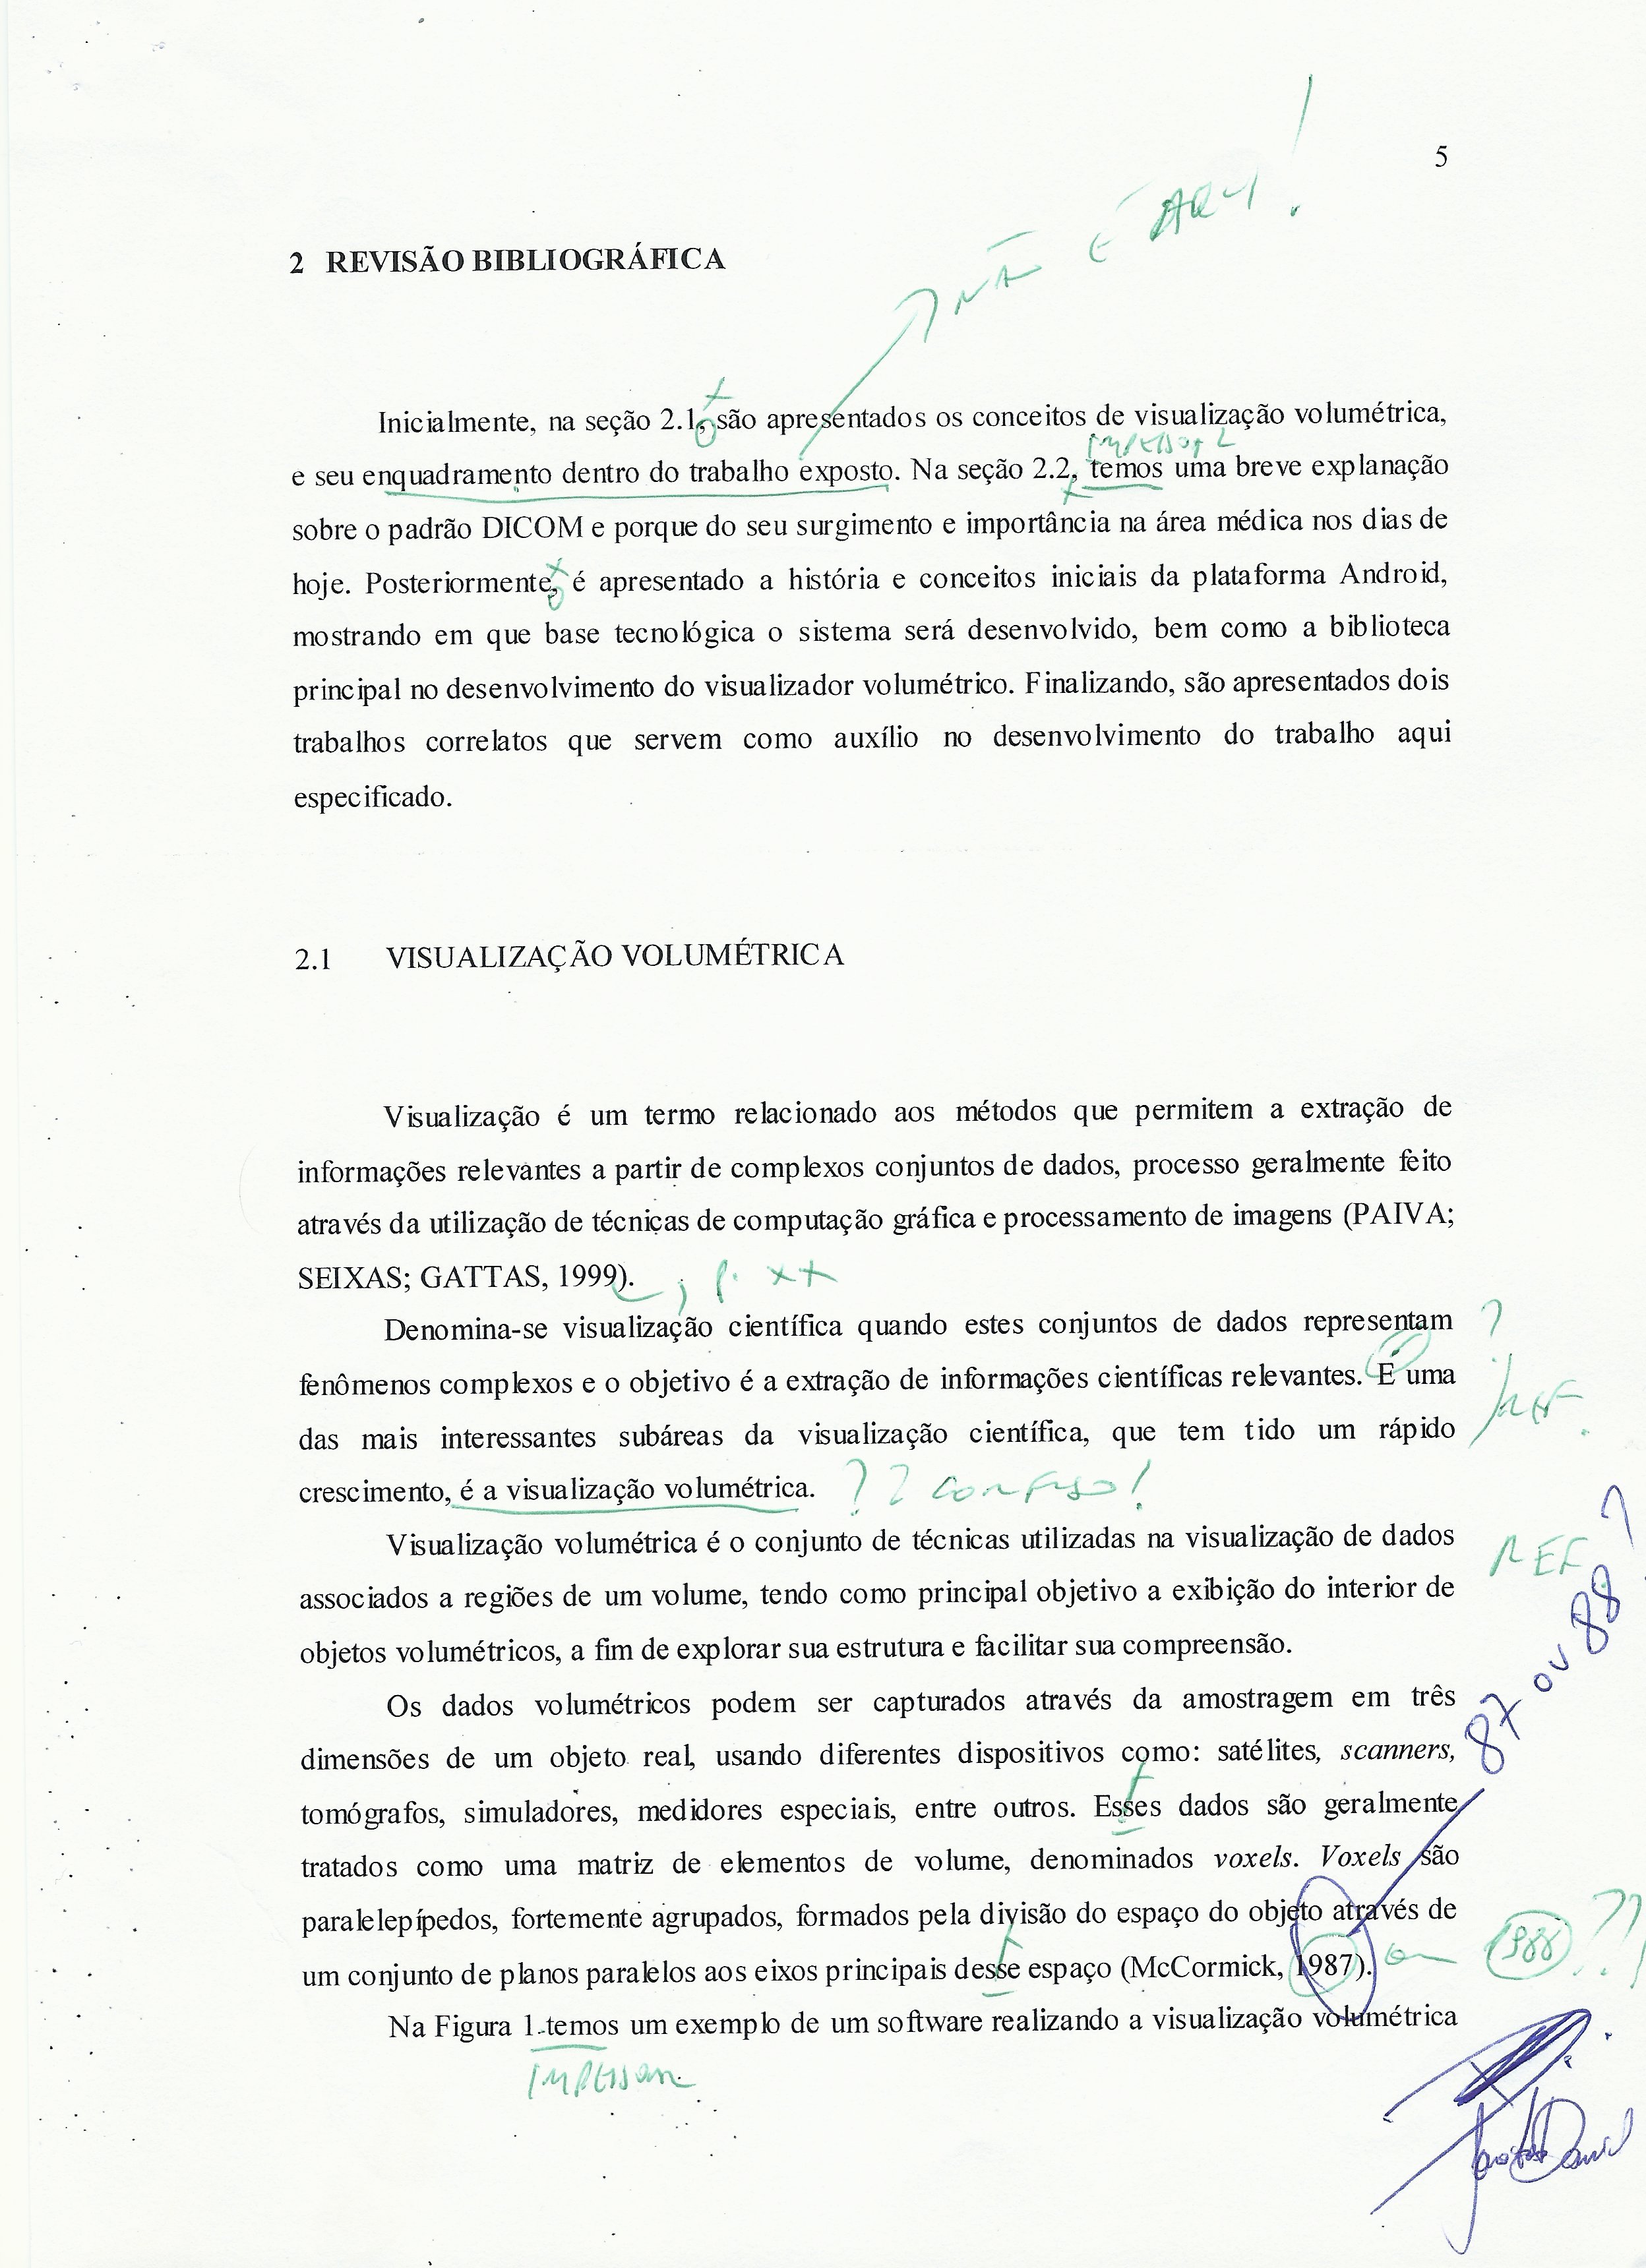 5
NÃO É AQUI!
2 REVISÃO BIBLIOGRÁFICA
Inicialmente, na seção 2.1, são apresentados os conceitos de visualização volumétrica,
IMPESSOAL
e seu enquadramento dentro do trabalho exposto. Na seção 2.2, temos uma breve explanação
sobre o padrão DICOM e porque do seu surgimento e importância na área médica nos dias de
hoje. Posteriormente, é apresentado a história e conceitos iniciais da plataforma Android,
mostrando em que base tecnológica o sistema será desenvolvido, bem como a biblioteca
principal no desenvolvimento do visualizador volumétrico. Finalizando, são apresentados dois
trabalhos correlatos que servem como auxílio no desenvolvimento do trabalho aqui
especificado.
2.1 VISUALIZAÇÃO VOLUMÉTRICA
Visualização é um termo relacionado aos métodos que permitem a extração de
informações relevantes a partir de complexos conjuntos de dados, processo geralmente feito
através da utilização de técnicas de computação gráfica e processamento de imagens (PAIVA;
SEIXAS; GATTAS, 1999). , p. xx
Denomina-se visualização científica quando estes conjuntos de dados representam ?
fenômenos complexos e o objetivo é a extração de informações científicas relevantes. E uma
REF.
das mais interessantes subáreas da visualização científica, que tem tido um rápido
crescimento, é a visualização volumétrica. ?? CONFUSO!
Visualização volumétrica é o conjunto de técnicas utilizadas na visualização de dados
REF.
associados a regiões de um volume, tendo como principal objetivo a exibição do interior de
objetos volumétricos, a fim de explorar sua estrutura e facilitar sua compreensão.
87 ou 88?
Os dados volumétricos podem ser capturados através da amostragem em três
dimensões de um objeto real, usando diferentes dispositivos como: satélites, scanners,
tomógrafos, simuladores, medidores especiais, entre outros. Esses dados são geralmente
tratados como uma matriz de elementos de volume, denominados voxels. Voxels são
paralelepípedos, fortemente agrupados, formados pela divisão do espaço do objeto através de
um conjunto de planos paralelos aos eixos principais desse espaço (McCormick, 1987). ou 1988 ??
Na Figura 1 temos um exemplo de um software realizando a visualização volumétrica
IMPESSOAL